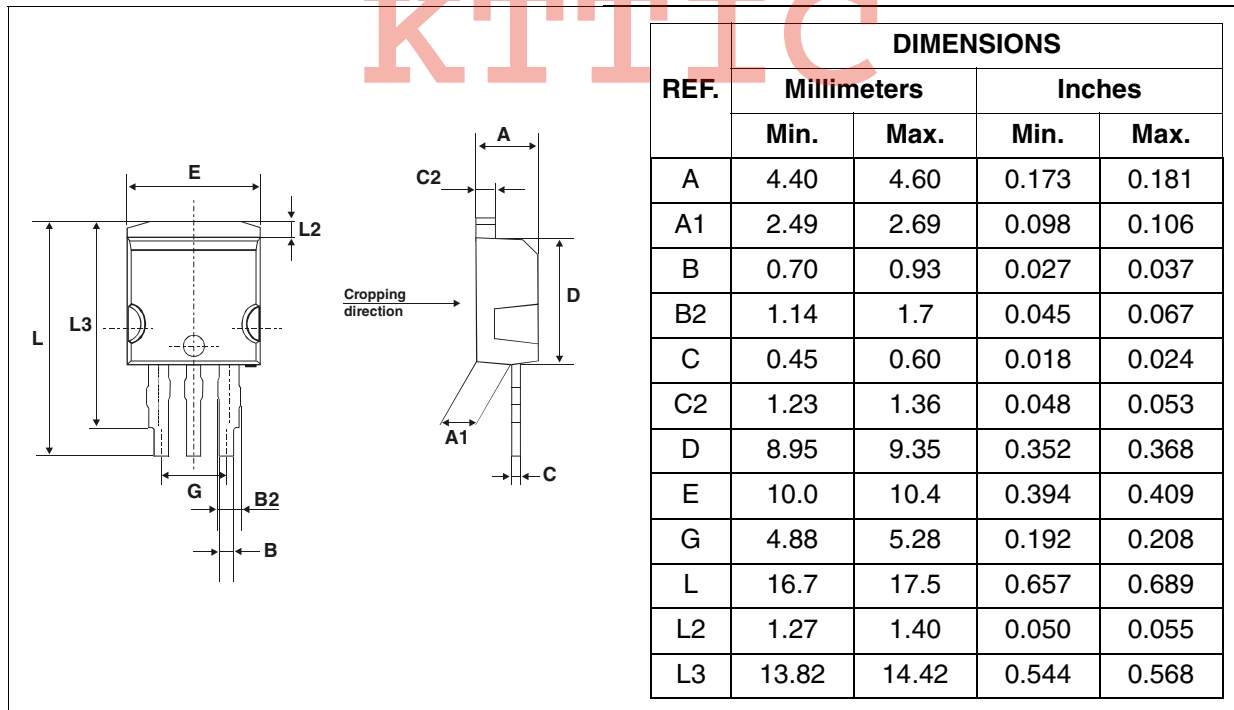 KTTIC
A
C2
E
L2
Cropping
direction
D
L3
L
A1
C
G
B2
B
DIMENSIONS
REF. Millimeters Inches
Min. Max. Min. Max.
A 4.40 4.60 0.173 0.181
A1 2.49 2.69 0.098 0.106
B 0.70 0.93 0.027 0.037
B2 1.14 1.7 0.045 0.067
C 0.45 0.60 0.018 0.024
C2 1.23 1.36 0.048 0.053
D 8.95 9.35 0.352 0.368
E 10.0 10.4 0.394 0.409
G 4.88 5.28 0.192 0.208
L 16.7 17.5 0.657 0.689
L2 1.27 1.40 0.050 0.055
L3 13.82 14.42 0.544 0.568